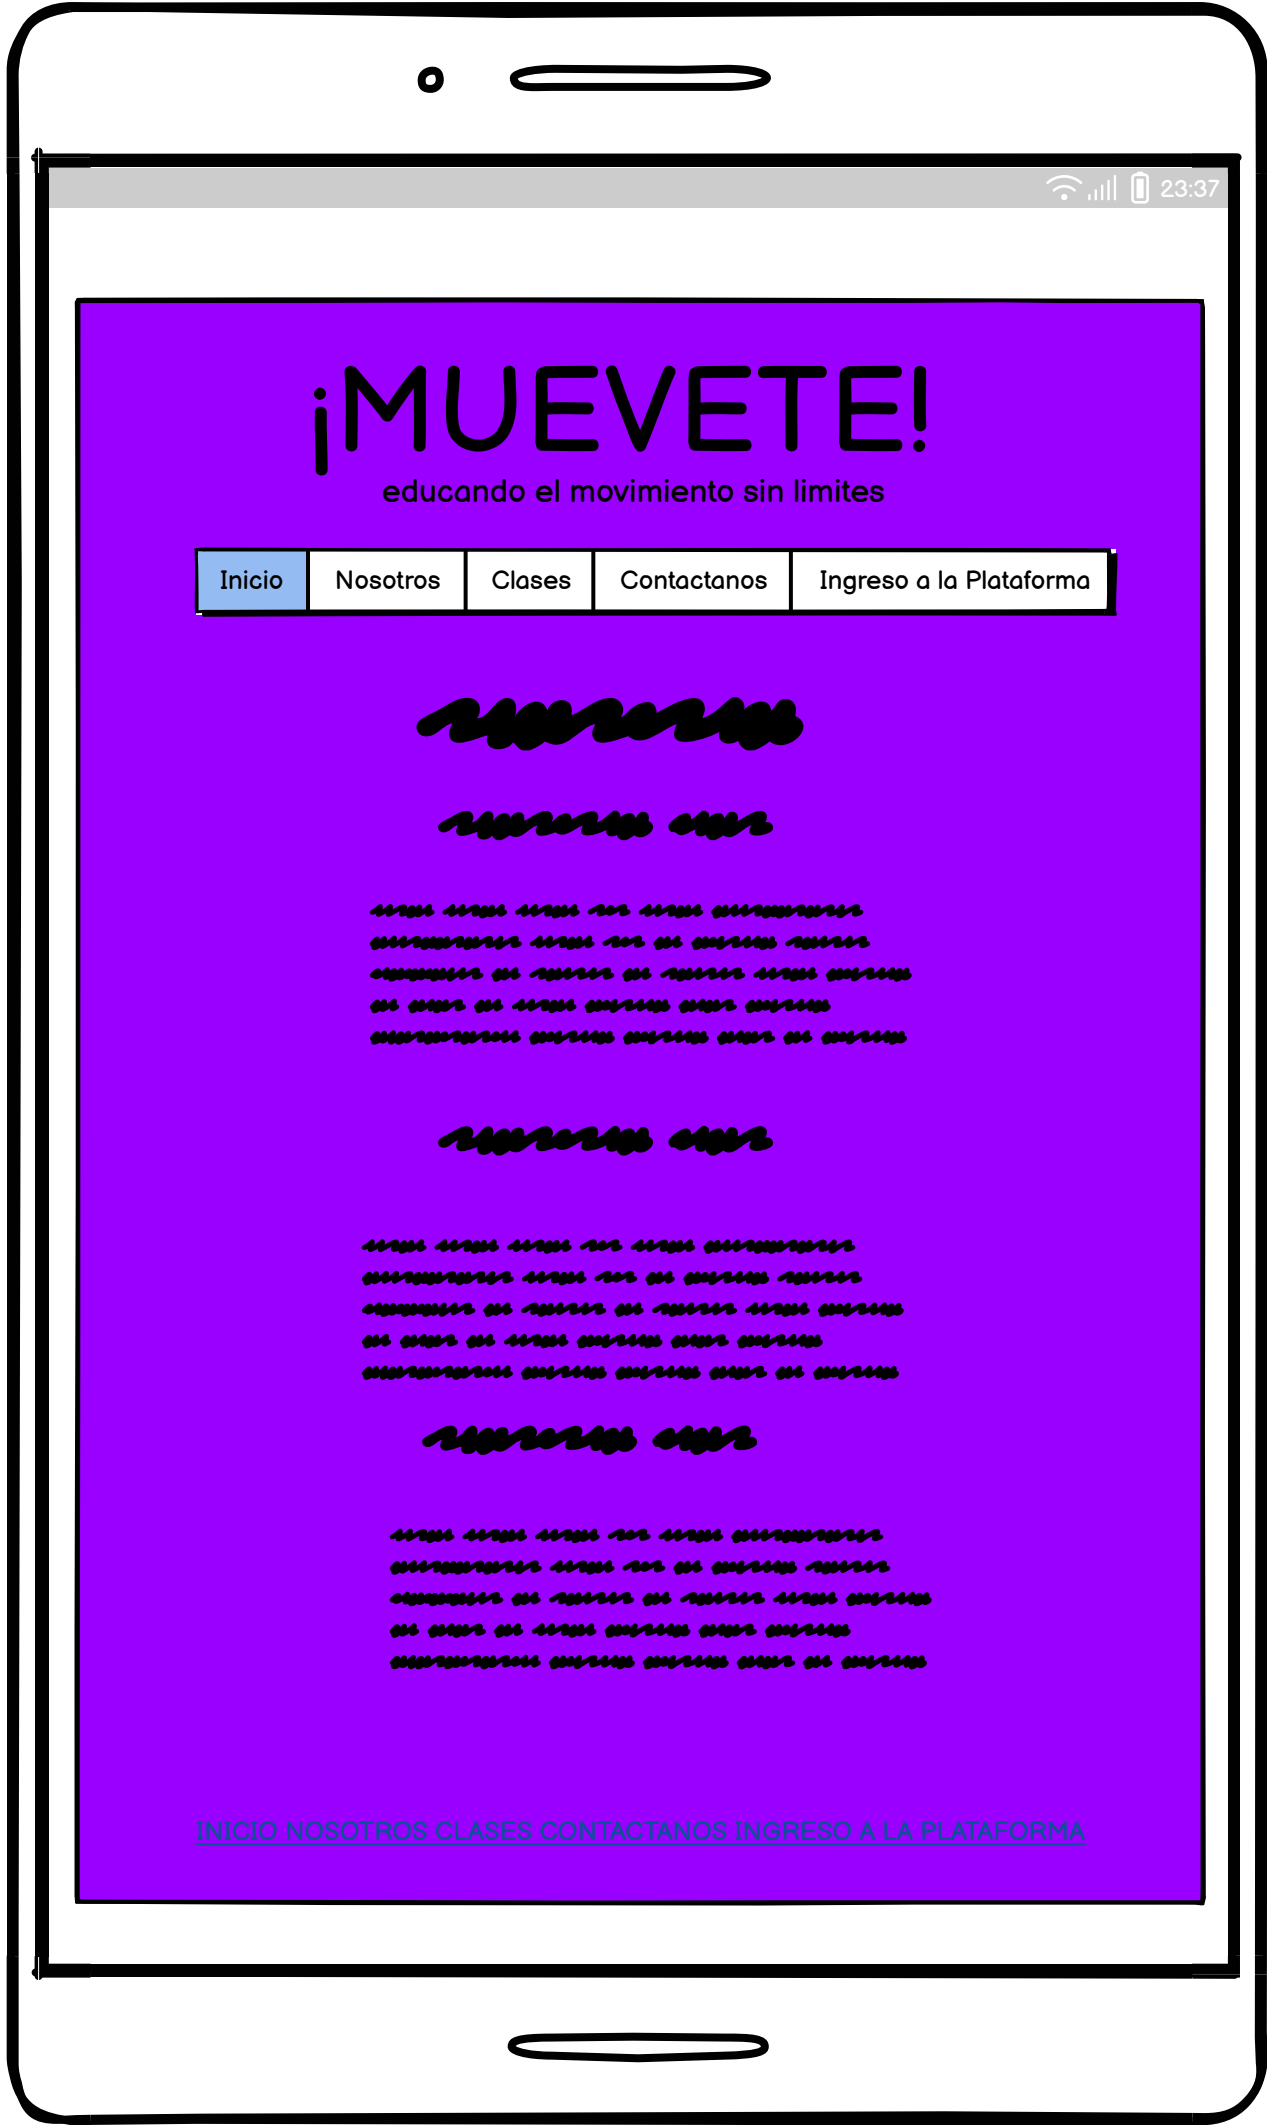 23:37
¡MUEVETE!
educando el movimiento sin limites
Inicio Nosotros Clases Contactanos Ingreso a la Plataforma
INICIO NOSOTROS CLASES CONTACTANOS INGRESO A LA PLATAFORMA